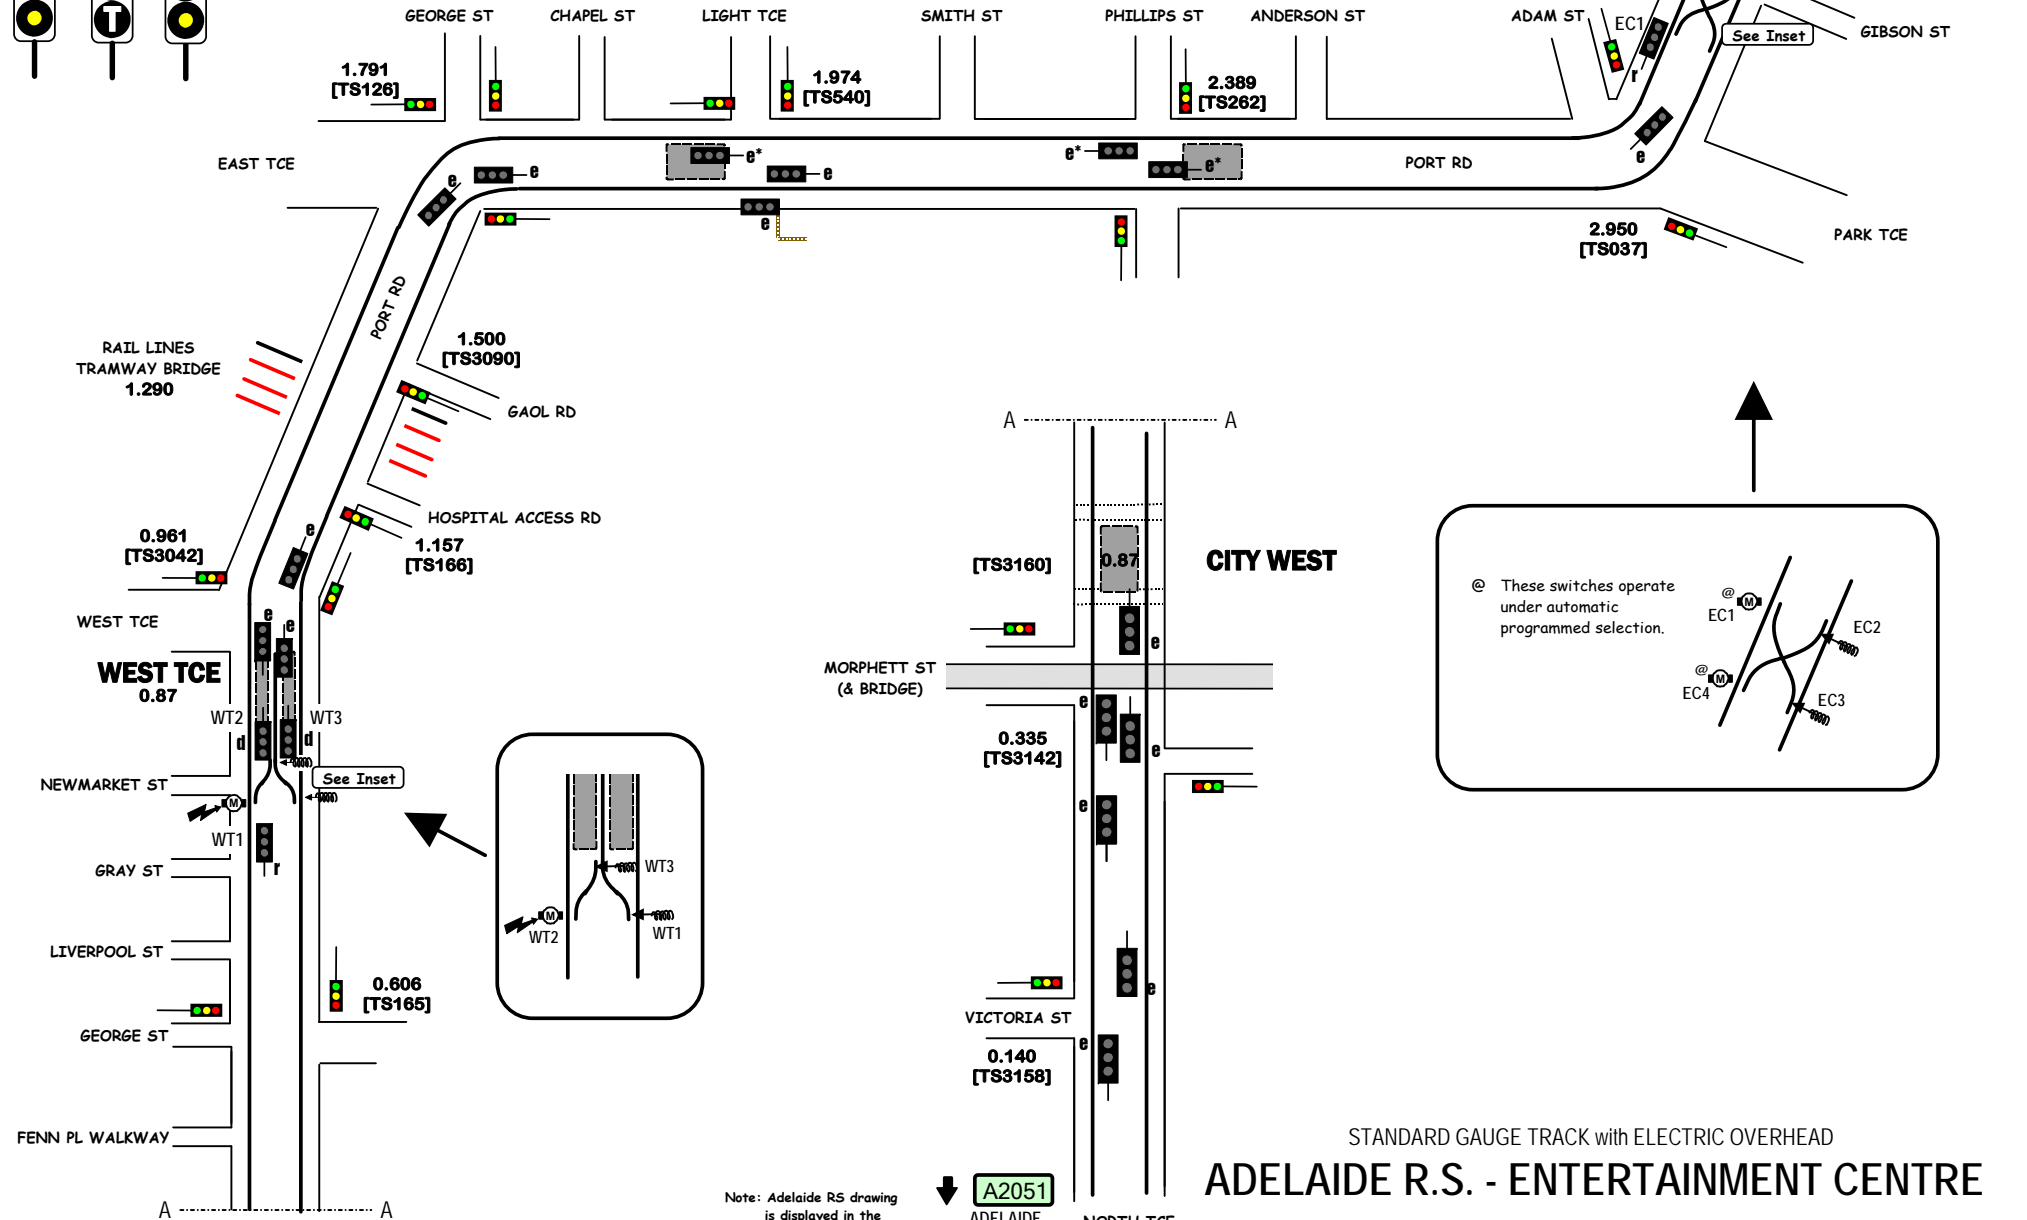 T
GEORGE ST
CHAPEL ST
LIGHT TCE
SMITH ST
PHILLIPS ST
ANDERSON ST
ADAM ST
EC1
r
See Inset
GIBSON ST
1.791
[TS126]
1.974
[TS540]
2.389
[TS262]
EAST TCE
e
e
e*
e
e
e*
e*
PORT RD
e
2.950
[TS037]
PARK TCE
PORT RD
RAIL LINES
TRAMWAY BRIDGE
1.290
1.500
[TS3090]
GAOL RD
HOSPITAL ACCESS RD
1.157
[TS166]
0.961
[TS3042]
e
WEST TCE
e
e
WEST TCE
0.87
WT2
WT3
d
d
See Inset
NEWMARKET ST
M
WT1
r
GRAY ST
LIVERPOOL ST
0.606
[TS165]
GEORGE ST
FENN PL WALKWAY
A
A
WT3
M
WT2
WT1
A
A
[TS3160]
0.87
CITY WEST
e
MORPHETT ST
(& BRIDGE)
e
0.335
[TS3142]
e
e
e
VICTORIA ST
e
0.140
[TS3158]
@ These switches operate
under automatic
programmed selection.
@
M
EC1
EC2
@
M
EC4
EC3
STANDARD GAUGE TRACK with ELECTRIC OVERHEAD
ADELAIDE R.S. - ENTERTAINMENT CENTRE
Note: Adelaide RS drawing
is displayed in the
A2051
ADELAIDE
NORTH TCE